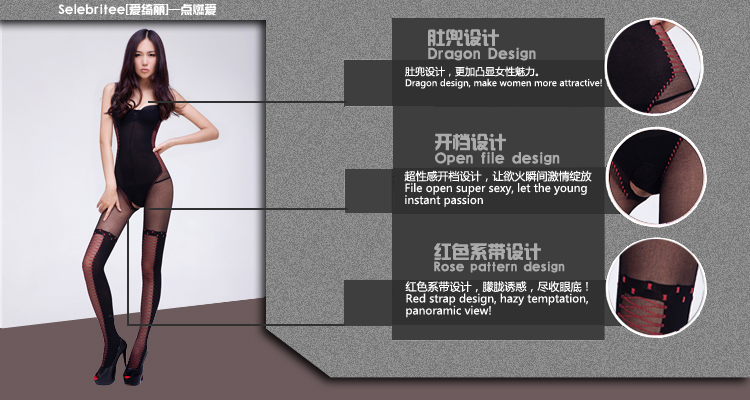 Selebritee[爱绮丽]一点燃爱
肚兜设计
Dragon Design
肚兜设计，更加凸显女性魅力。
Dragon design, make women more attractive!
开档设计
Open file design
超性感开档设计，让欲火瞬间激情绽放
File open super sexy, let the young
instant passion
红色系带设计
Rose pattern design
红色系带设计，朦胧诱惑，尽收眼底！
Red strap design, hazy temptation,
panoramic view!